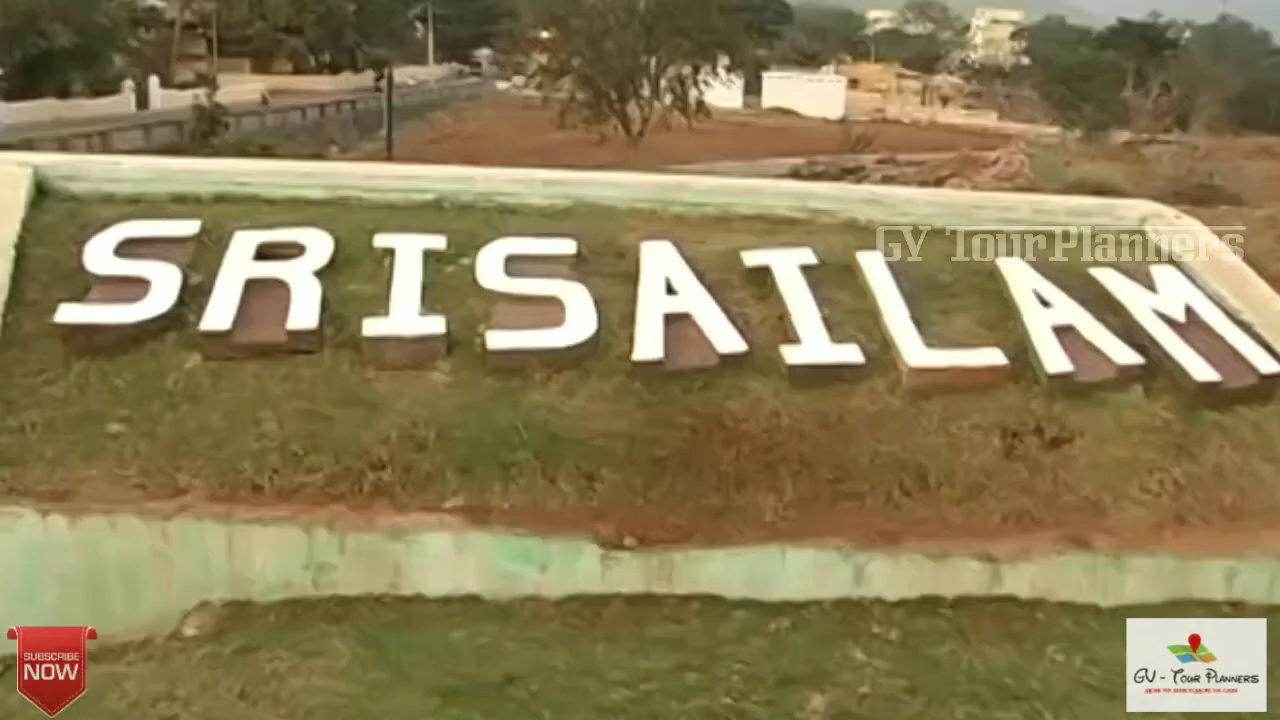 SRISAILAM
GV Tour Planners
SUBSCRIBE
NOW
GV - TOUR PLANNERS